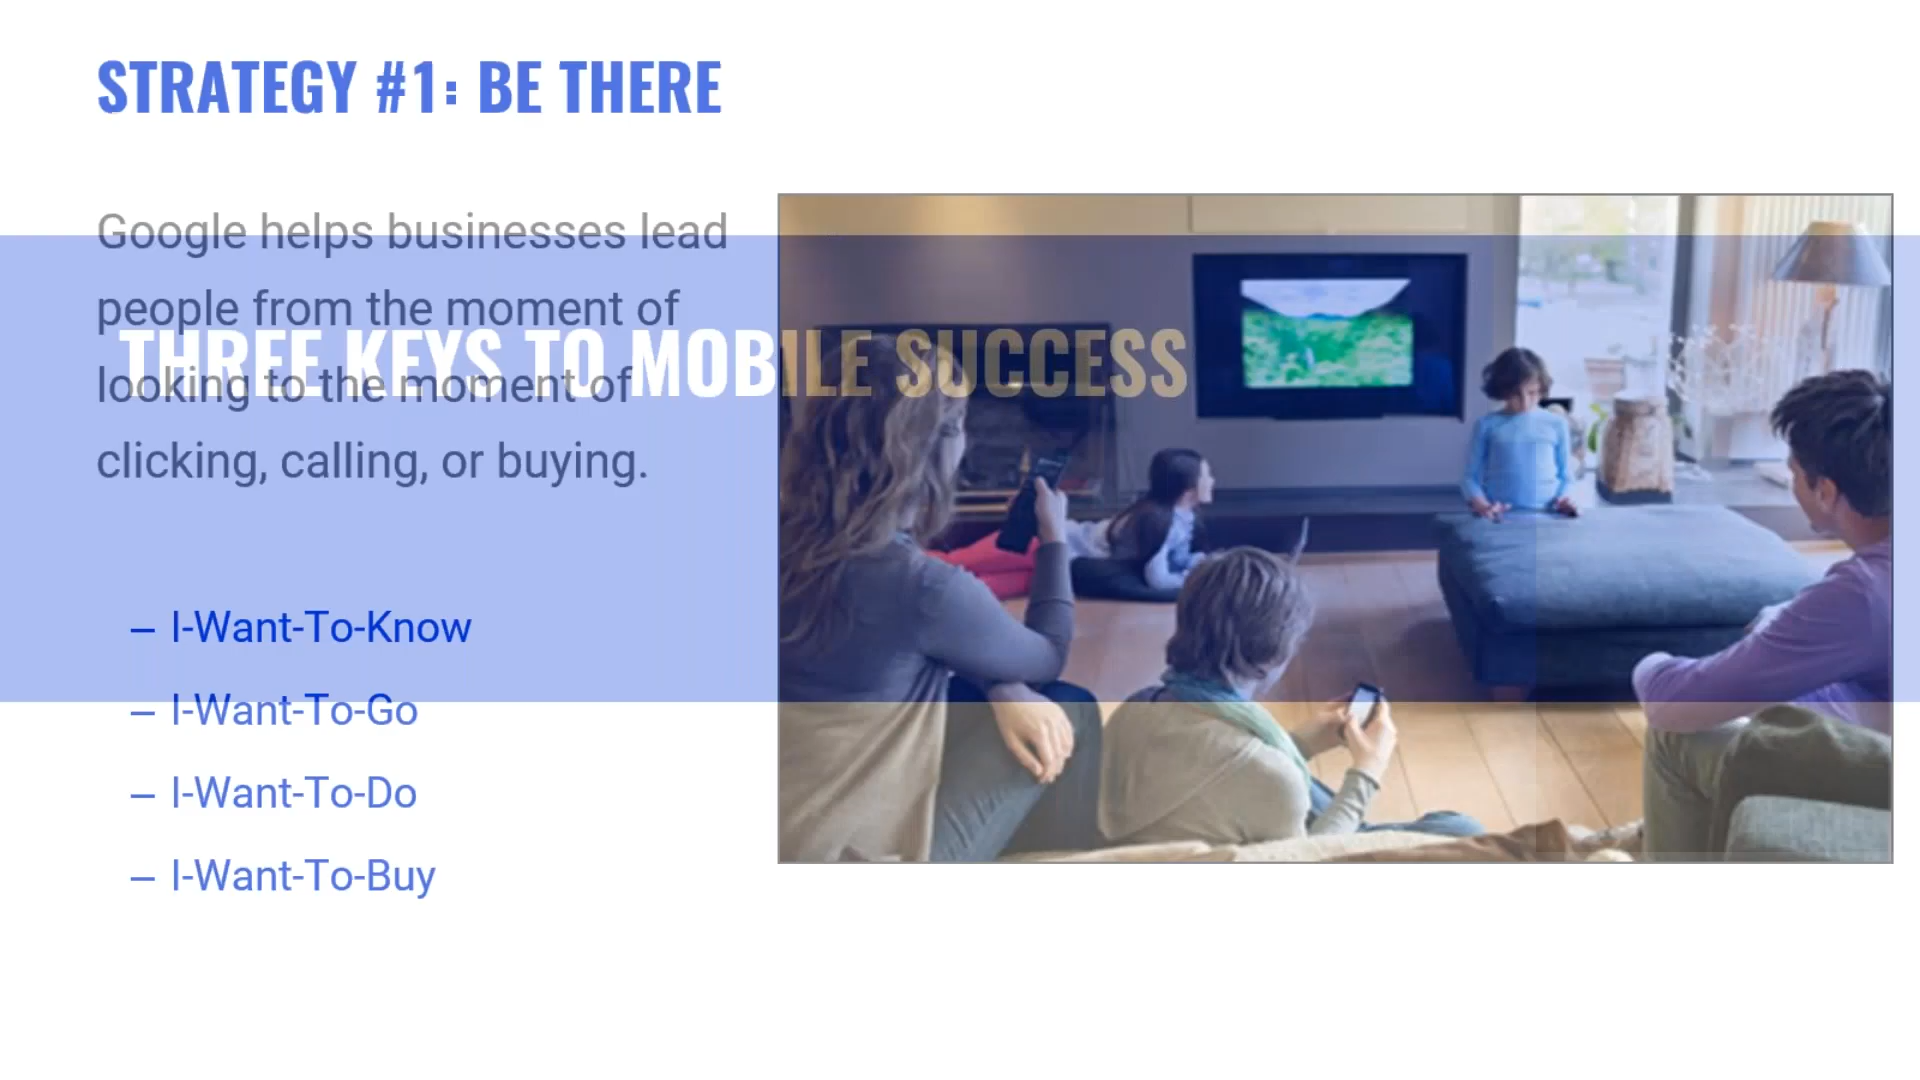 STRATEGY #1: BE THERE
Google helps businesses lead
people from the moment of
THREE KEYS TO MOBILE SUCCESS
looking to the moment of
clicking, calling, or buying.
– I-Want-To-Know
– I-Want-To-Go
– I-Want-To-Do
– I-Want-To-Buy